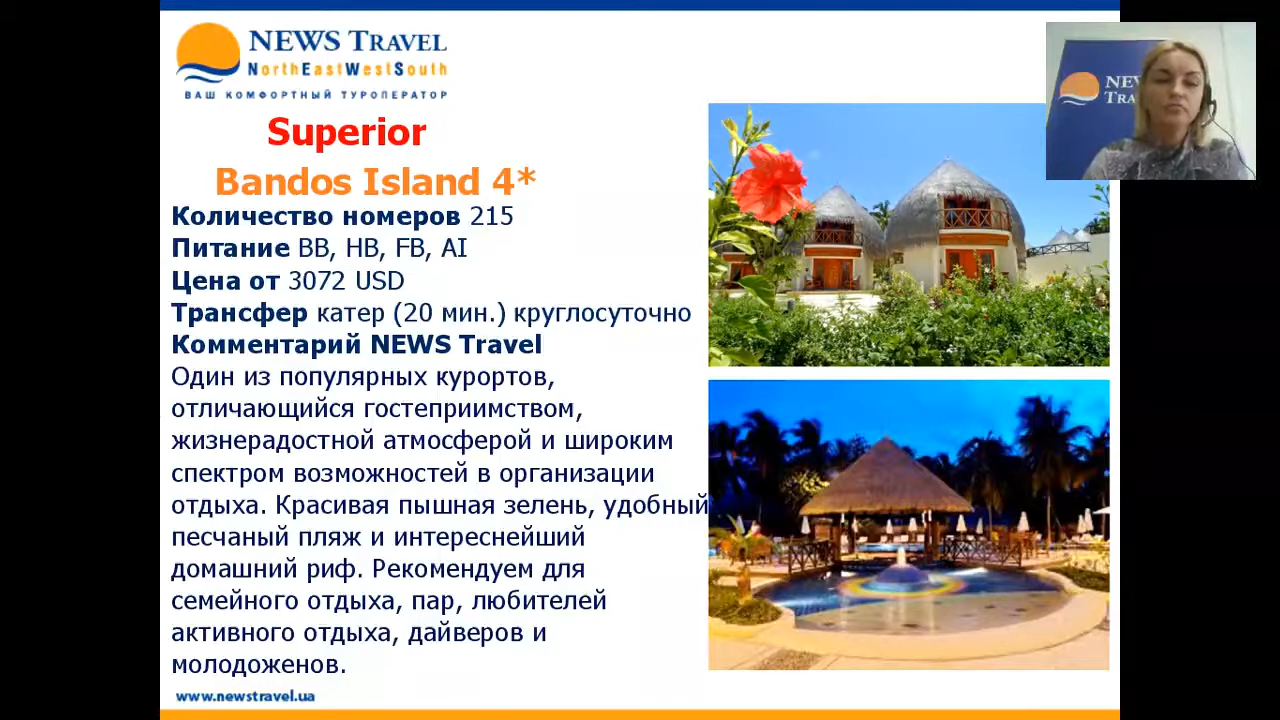 NEWS TRAVEL
NorthEastWestSouth
ВАШ КОМФОРТНЫЙ ТУРОПЕРАТОР
Superior
Bandos Island 4*
Количество номеров 215
Питание BB, HB, FB, AI
Цена от 3072 USD
Трансфер катер (20 мин.) круглосуточно
Комментарий NEWS Travel
Один из популярных курортов,
отличающийся гостеприимством,
жизнерадостной атмосферой и широким
спектром возможностей в организации
отдыха. Красивая пышная зелень, удобный
песчаный пляж и интереснейший
домашний риф. Рекомендуем для
семейного отдыха, пар, любителей
активного отдыха, дайверов и
молодоженов.
www.newstravel.ua